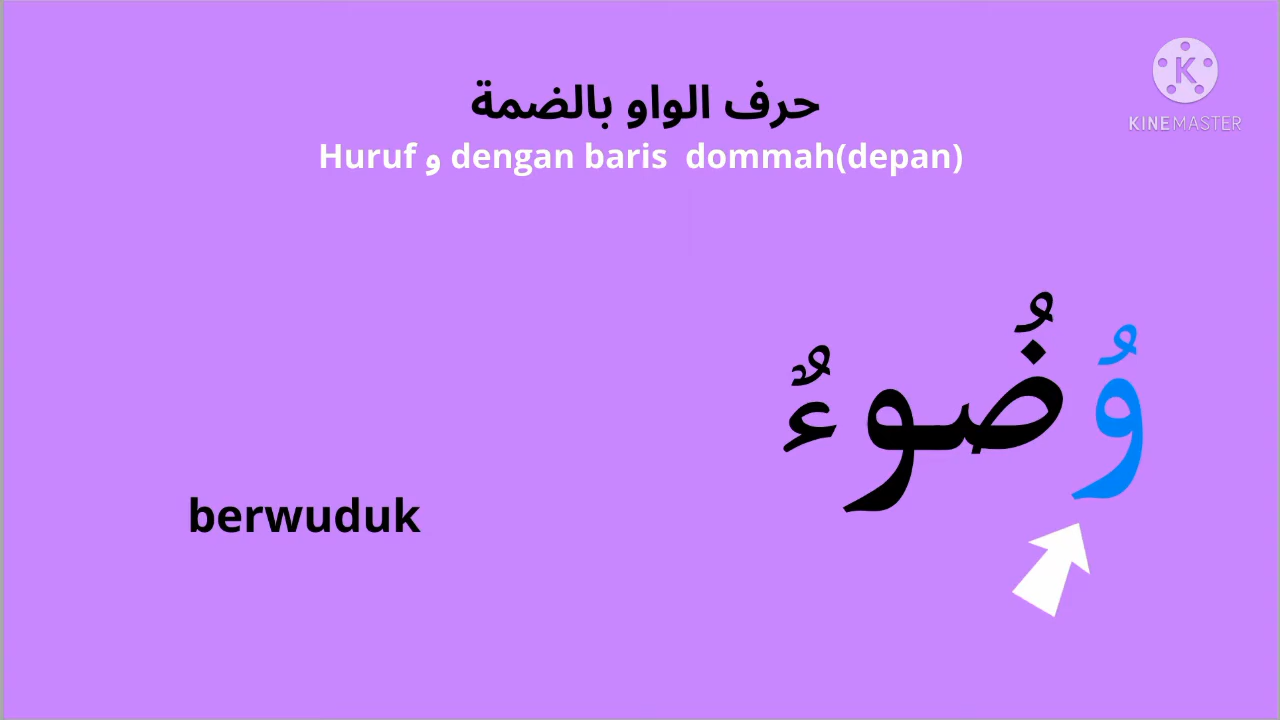 حرف الواو بالضمة
Huruf و dengan baris dommah(depan)
KINEMASTER
وُضُوءٌ
berwuduk